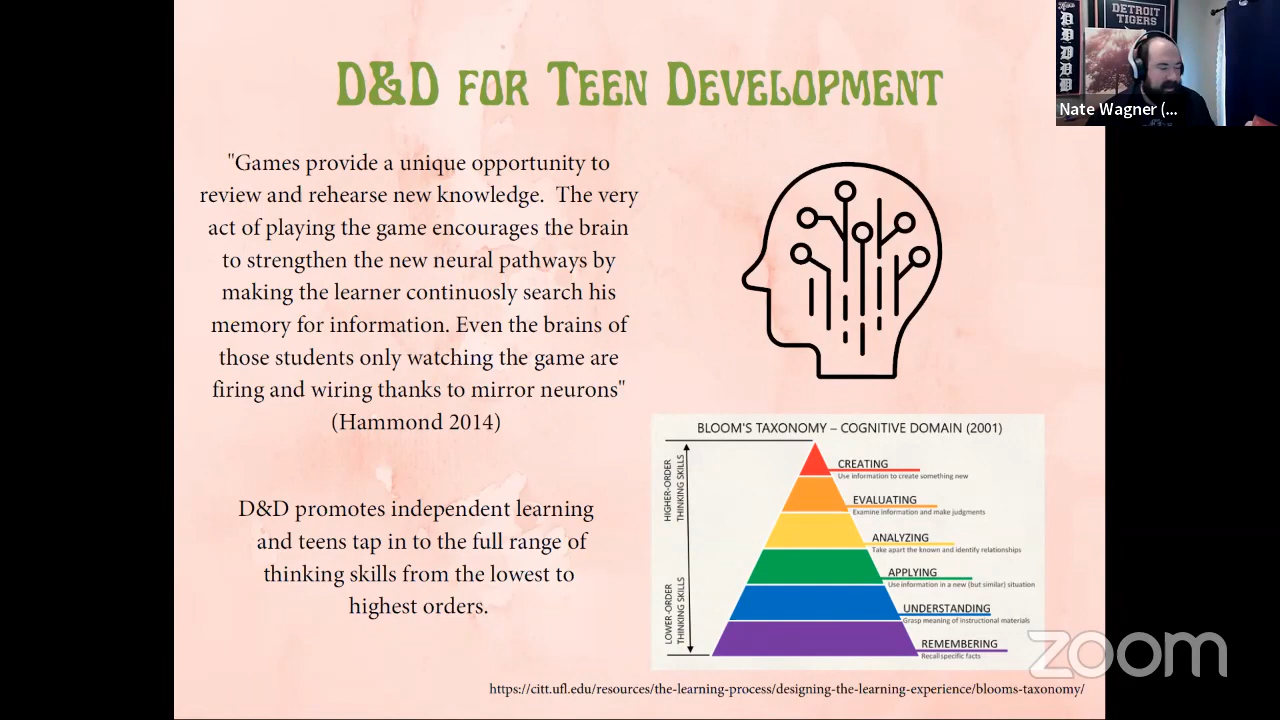 D&D FOR TEEN DEVELOPMENT
"Games provide a unique opportunity to
review and rehearse new knowledge.  The very
act of playing the game encourages the brain
to strengthen the new neural pathways by
making the learner continuosly search his
memory for information. Even the brains of
those students only watching the game are
firing and wiring thanks to mirror neurons"
(Hammond 2014)
D&D promotes independent learning
and teens tap in to the full range of
thinking skills from the lowest to
highest orders.
DETROIT
TIGERS
Nate Wagner (...
BLOOM'S TAXONOMY – COGNITIVE DOMAIN (2001)
HIGHER-ORDER
THINKING SKILLS
LOWER-ORDER
THINKING SKILLS
CREATING
Use information to create something new
EVALUATING
Examine information and make judgments
ANALYZING
Take apart the known and identify relationships
APPLYING
Use information in a new (but similar) situation
UNDERSTANDING
Grasp meaning of instructional materials
REMEMBERING
Recall specific facts
zoom
https://citt.ufl.edu/resources/the-learning-process/designing-the-learning-experience/blooms-taxonomy/